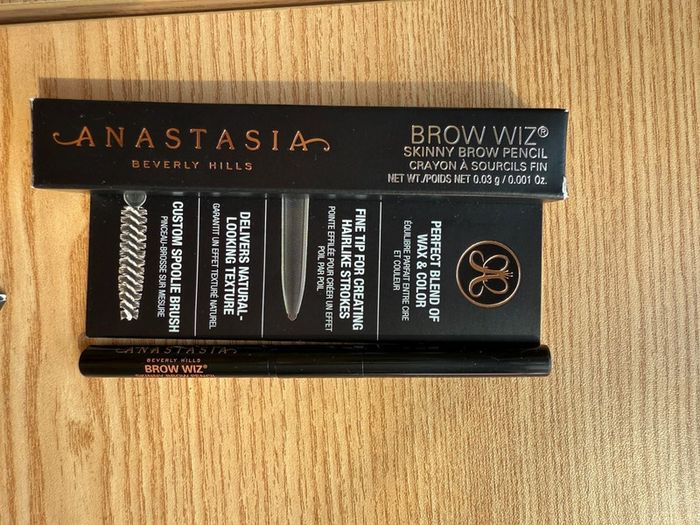 ANASTASIA
BEVERLY HILLS
BROW WIZ®
SKINNY BROW PENCIL
CRAYON À SOURCILS FIN
NET WT./POIDS NET 0.03 g / 0.001 Oz.
PERFECT BLEND OF
WAX & COLOR
ÉQUILIBRE PARFAIT ENTRE CIRE
ET COULEUR
FINE TIP FOR CREATING
HAIRLIKE STROKES
POINTE EFFILÉE POUR CRÉER UN EFFET
POIL PAR POIL
DELIVERS NATURAL-
LOOKING TEXTURE
GARANTIT UN EFFET TEXTURÉ NATUREL
CUSTOM SPOOLIE BRUSH
PINCEAU-BROSSE SUR MESURE
ANASTASIA
BEVERLY HILLS
BROW WIZ®
SKINNY BROW PENCIL